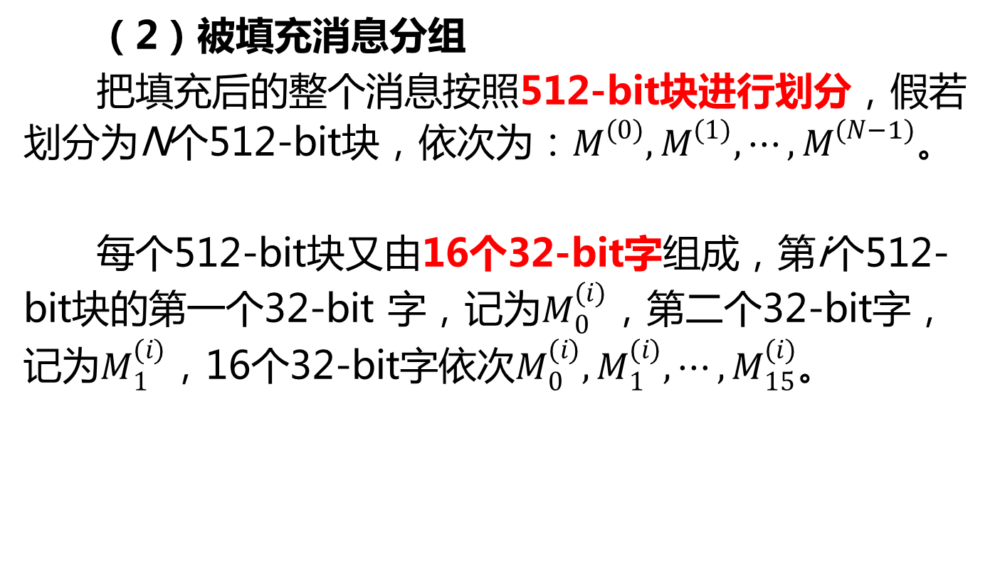 （2）被填充消息分组
把填充后的整个消息按照512-bit块进行划分，假若
划分为N个512-bit块，依次为：$M^{(0)}, M^{(1)}, \cdots, M^{(N-1)}$。
每个512-bit块又由16个32-bit字组成，第i个512-
bit块的第一个32-bit 字，记为$M_0^{(i)}$，第二个32-bit字，
记为$M_1^{(i)}$，16个32-bit字依次$M_0^{(i)}, M_1^{(i)}, \cdots, M_{15}^{(i)}$。